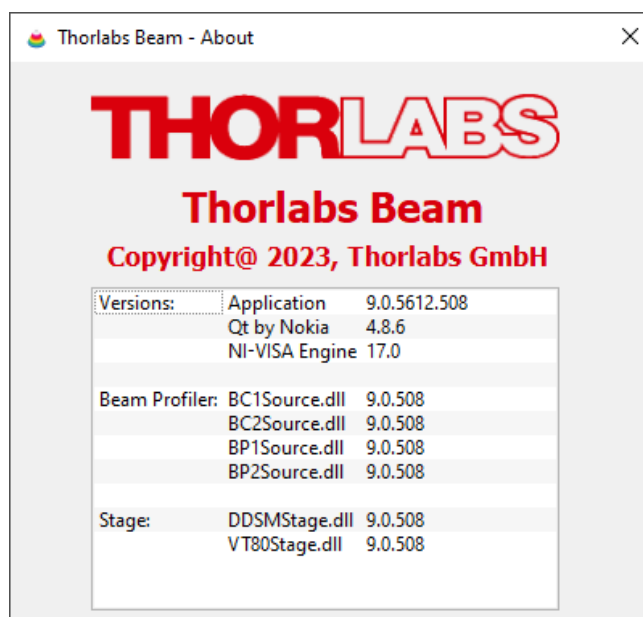 Thorlabs Beam - About
THORLABS
Thorlabs Beam
Copyright@ 2023, Thorlabs GmbH
Versions: Application 9.0.5612.508
Qt by Nokia 4.8.6
NI-VISA Engine 17.0
Beam Profiler: BC1Source.dll 9.0.508
BC2Source.dll 9.0.508
BP1Source.dll 9.0.508
BP2Source.dll 9.0.508
Stage: DDSMStage.dll 9.0.508
VT80Stage.dll 9.0.508